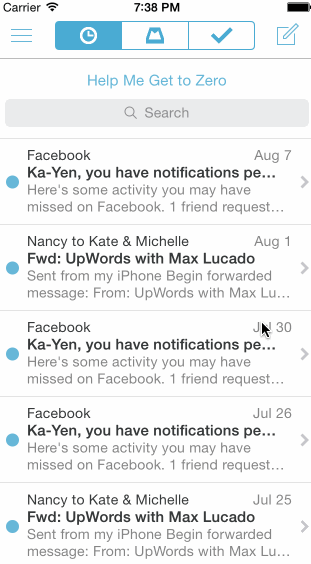 Carrier 7:38 PM
Help Me Get to Zero
Search
Facebook Aug 7
Ka-Yen, you have notifications pe...
Here's some activity you may have
missed on Facebook. 1 friend request...
Nancy to Kate & Michelle Aug 1
Fwd: UpWords with Max Lucado
Sent from my iPhone Begin forwarded
message: From: UpWords with Max Lu...
Facebook Jul 30
Ka-Yen, you have notifications pe...
Here's some activity you may have
missed on Facebook. 1 friend request...
Facebook Jul 26
Ka-Yen, you have notifications pe...
Here's some activity you may have
missed on Facebook. 1 friend request...
Nancy to Kate & Michelle Jul 25
Fwd: UpWords with Max Lucado
Sent from my iPhone Begin forwarded
message: From: UpWords with Max Lu...